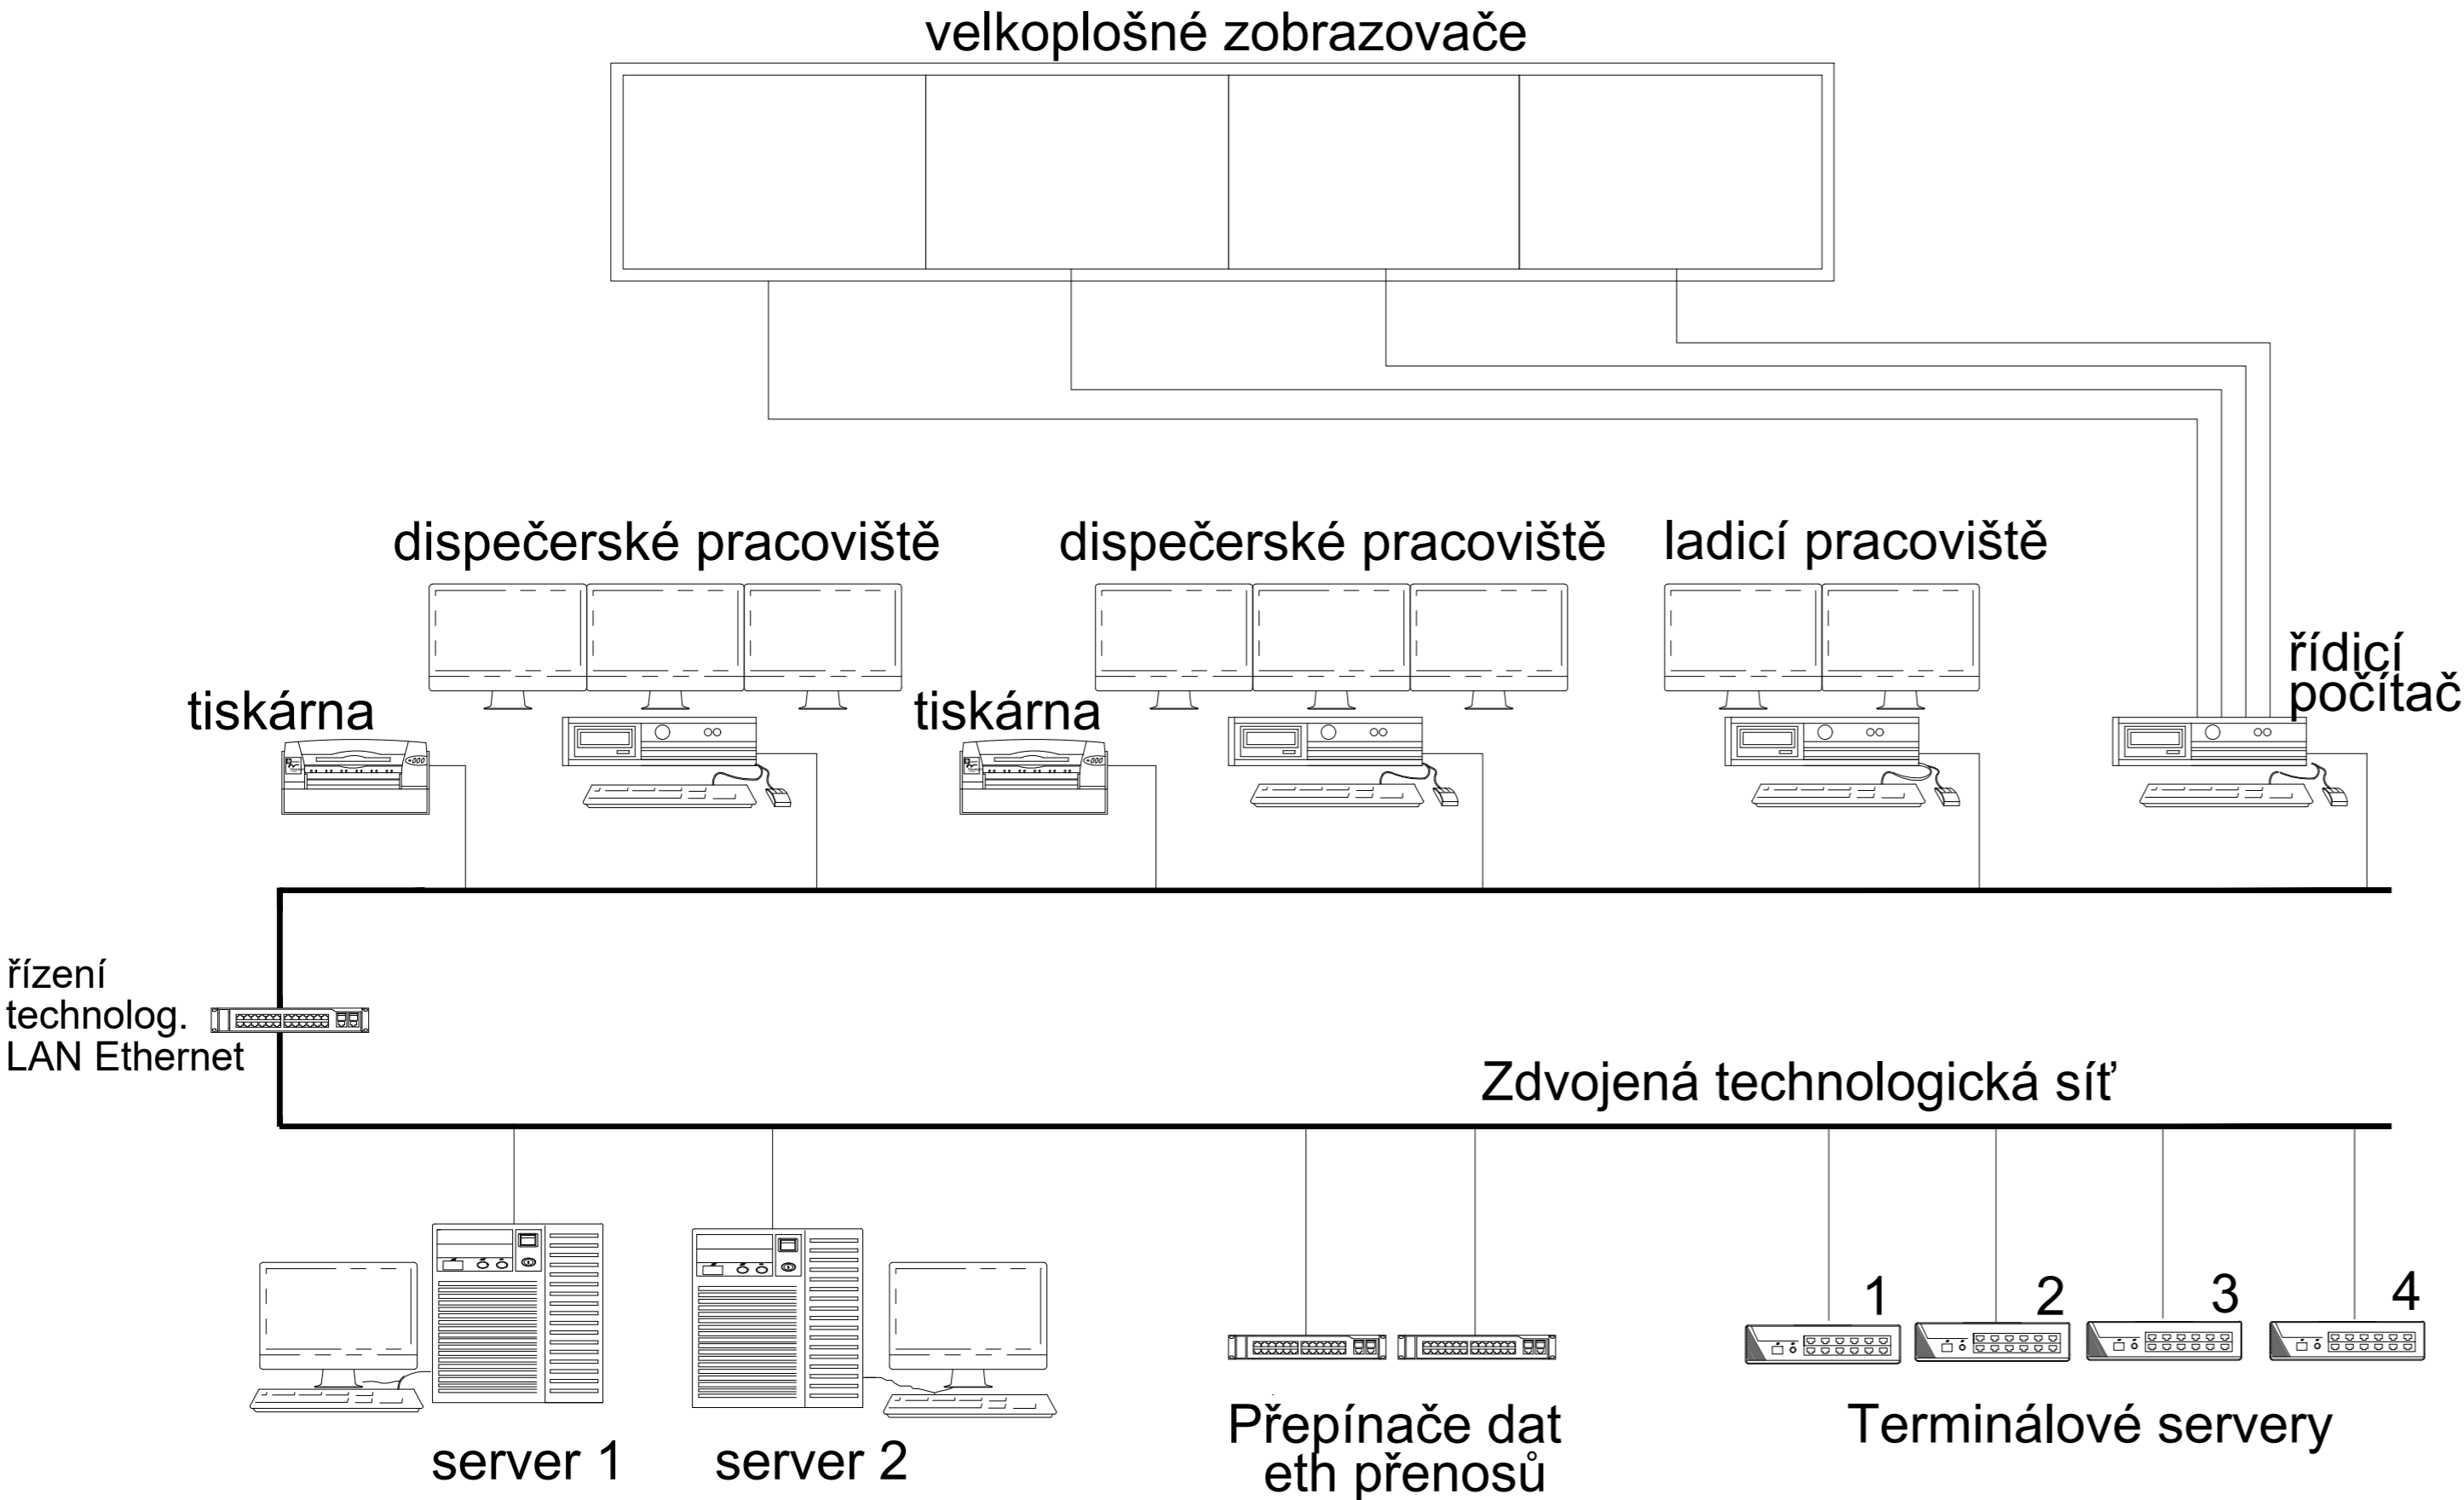 velkoplošné zobrazovače
dispečerské pracoviště
dispečerské pracoviště
ladicí pracoviště
řídicí
počítač
tiskárna
tiskárna
řízení
technolog.
LAN Ethernet
Zdvojená technologická síť
1
2
3
4
server 1
server 2
Přepínače dat
eth přenosů
Terminálové servery